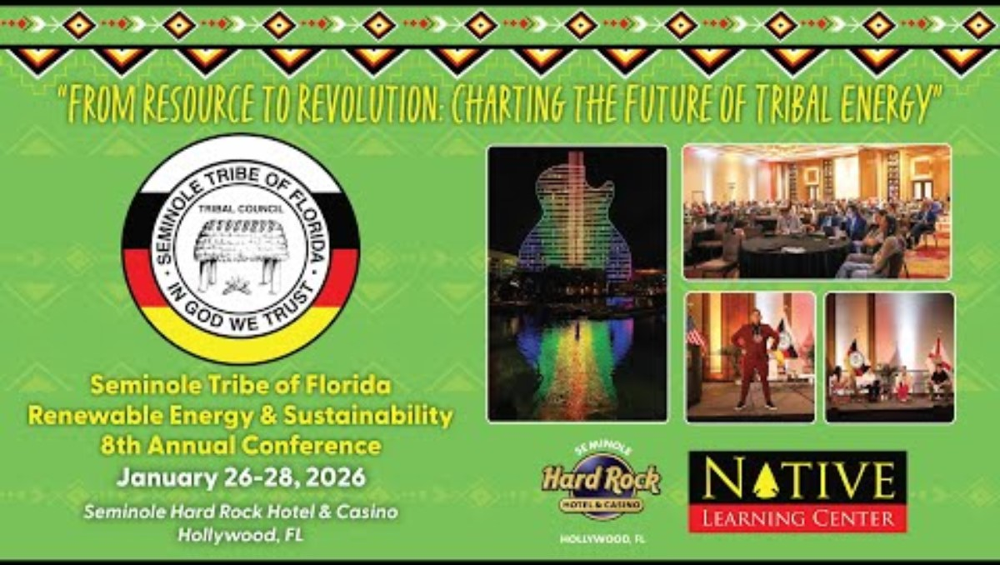 "FROM RESOURCE TO REVOLUTION: CHARTING THE FUTURE OF TRIBAL ENERGY"
SEMINOLE TRIBE OF FLORIDA
TRIBAL COUNCIL
· IN GOD WE TRUST ·
Seminole Tribe of Florida
Renewable Energy & Sustainability
8th Annual Conference
January 26-28, 2026
Seminole Hard Rock Hotel & Casino
Hollywood, FL
SEMINOLE
Hard Rock
HOTEL & CASINO
HOLLYWOOD, FL
NATIVE
LEARNING CENTER